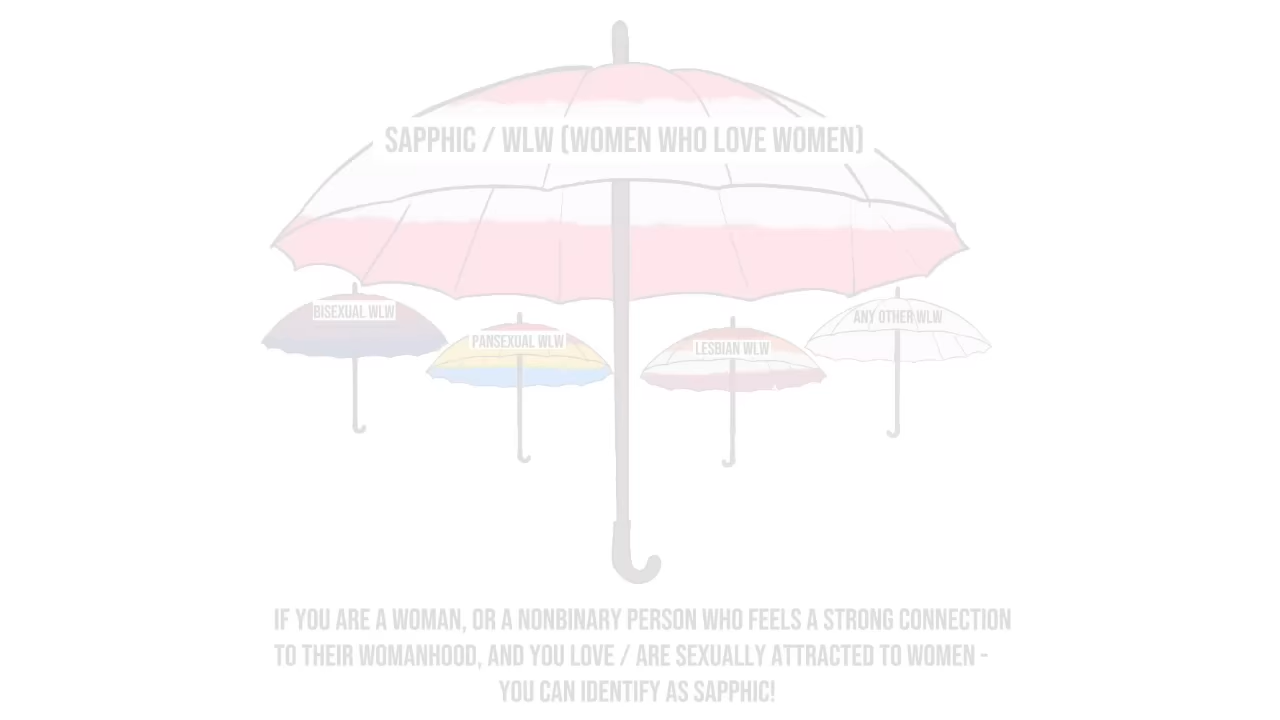 SAPPHIC / WLW (WOMEN WHO LOVE WOMEN)
BISEXUAL WLW
PANSEXUAL WLW
LESBIAN WLW
ANY OTHER WLW
IF YOU ARE A WOMAN, OR A NONBINARY PERSON WHO FEELS A STRONG CONNECTION
TO THEIR WOMANHOOD, AND YOU LOVE / ARE SEXUALLY ATTRACTED TO WOMEN -
YOU CAN IDENTIFY AS SAPPHIC!